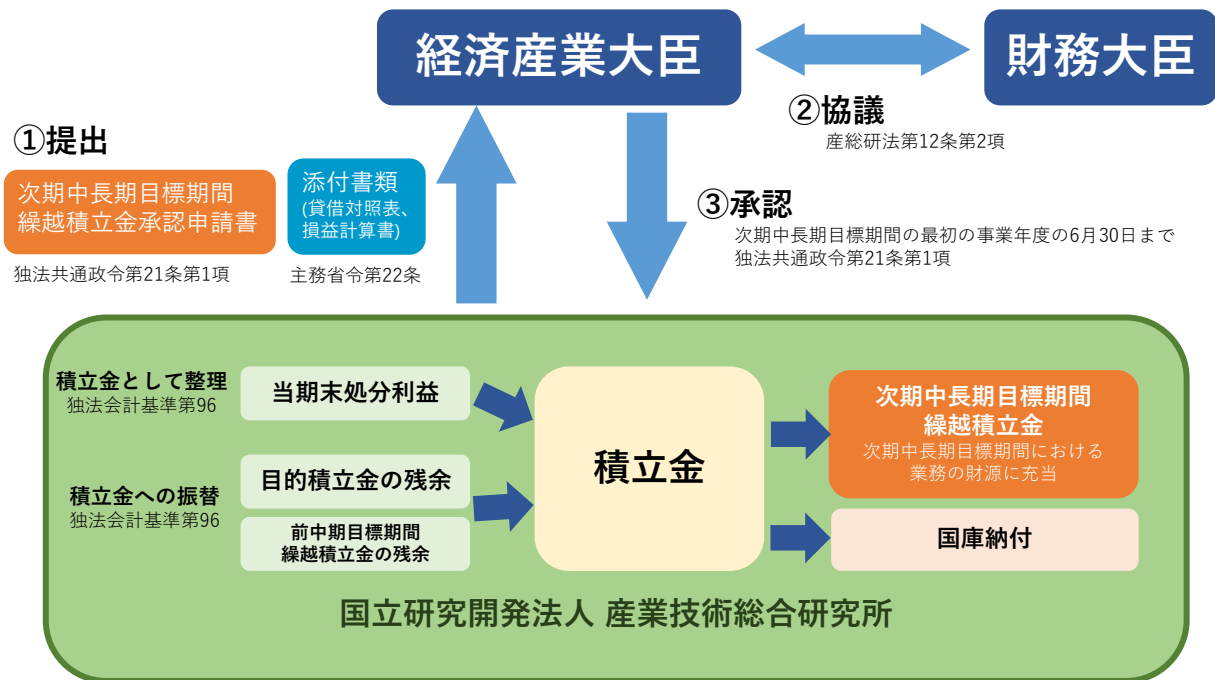 経済産業大臣
財務大臣
②協議
産総研法第12条第2項
①提出
次期中長期目標期間
繰越積立金承認申請書
独法共通政令第21条第1項
添付書類
(貸借対照表、
損益計算書)
主務省令第22条
③承認
次期中長期目標期間の最初の事業年度の6月30日まで
独法共通政令第21条第1項
積立金として整理
独法会計基準第96
当期末処分利益
積立金への振替
独法会計基準第96
目的積立金の残余
前中期目標期間
繰越積立金の残余
積立金
次期中長期目標期間
繰越積立金
次期中長期目標期間における
業務の財源に充当
国庫納付
国立研究開発法人 産業技術総合研究所